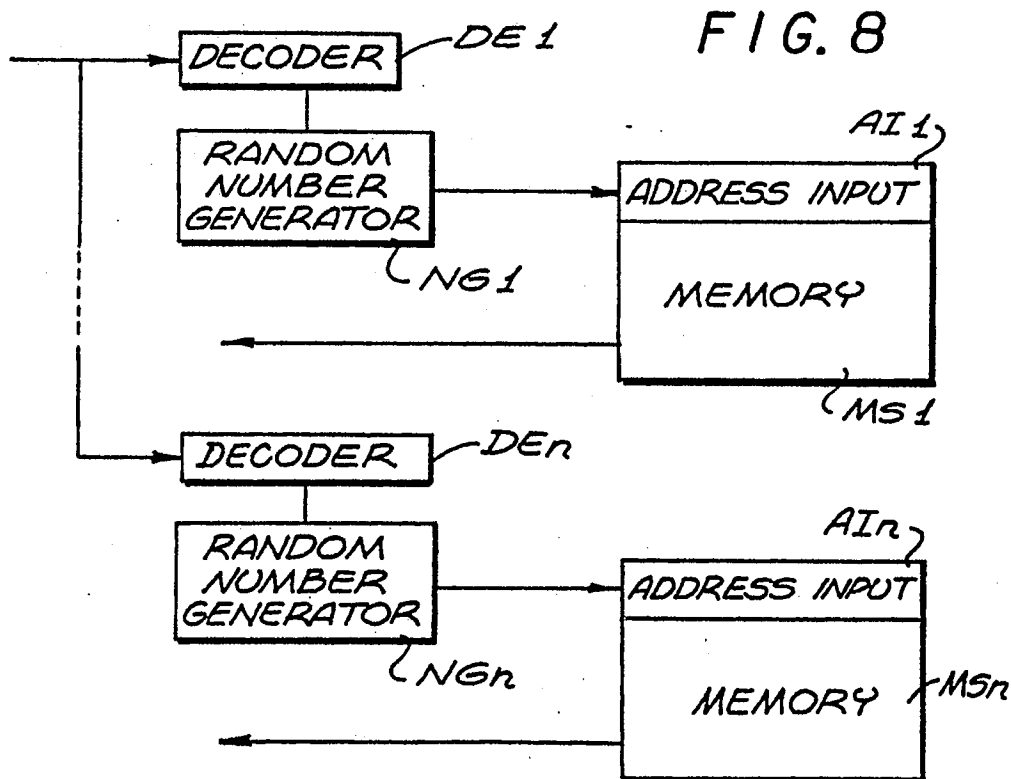 FIG. 8
DECODER
DE1
RANDOM
NUMBER
GENERATOR
NG1
AI1
ADDRESS INPUT
MEMORY
MS1
DECODER
DEn
RANDOM
NUMBER
GENERATOR
NGn
AIn
ADDRESS INPUT
MEMORY
MSn